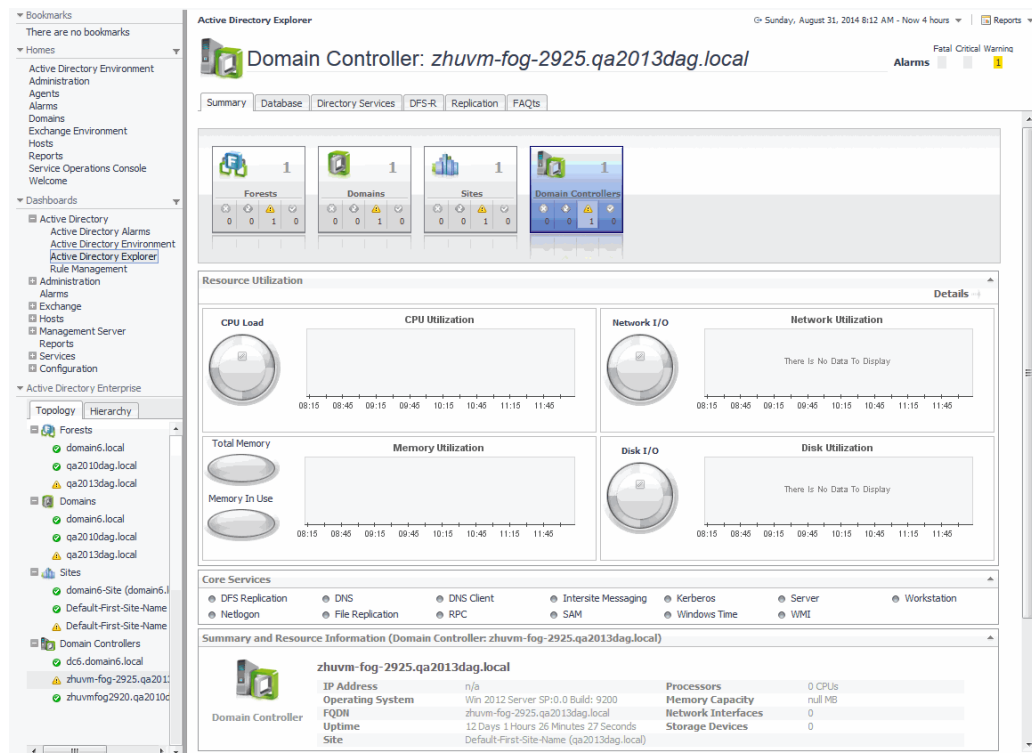 Bookmarks
There are no bookmarks
Homes
Active Directory Environment
Administration
Agents
Alarms
Domains
Exchange Environment
Hosts
Reports
Service Operations Console
Welcome
Dashboards
Active Directory
Active Directory Alarms
Active Directory Environment
Active Directory Explorer
Rule Management
Administration
Alarms
Exchange
Hosts
Management Server
Reports
Services
Configuration
Active Directory Enterprise
Topology Hierarchy
Forests
domain6.local
qa2010dag.local
qa2013dag.local
Domains
domain6.local
qa2010dag.local
qa2013dag.local
Sites
domain6-Site (domain6.l
Default-First-Site-Name
Default-First-Site-Name
Domain Controllers
dc6.domain6.local
zhuvm-fog-2925.qa201
zhuvmfog2920.qa2010d
Active Directory Explorer
Sunday, August 31, 2014 8:12 AM - Now 4 hours Reports
Domain Controller: zhuvm-fog-2925.qa2013dag.local
Fatal Critical Warning
Alarms 1
Summary Database Directory Services DFS-R Replication FAQts
1 1 1 1
Forests Domains Sites Domain Controllers
0 0 1 0 0 0 1 0 0 0 1 0 0 0 1 0
Resource Utilization
Details
CPU Load CPU Utilization
08:15 08:45 09:15 09:45 10:15 10:45 11:15 11:45
Network I/O Network Utilization
There Is No Data To Display
08:15 08:45 09:15 09:45 10:15 10:45 11:15 11:45
Total Memory Memory Utilization
Memory In Use
08:15 08:45 09:15 09:45 10:15 10:45 11:15 11:45
Disk I/O Disk Utilization
There Is No Data To Display
08:15 08:45 09:15 09:45 10:15 10:45 11:15 11:45
Core Services
DFS Replication DNS DNS Client Intersite Messaging Kerberos Server Workstation
Netlogon File Replication RPC SAM Windows Time WMI
Summary and Resource Information (Domain Controller: zhuvm-fog-2925.qa2013dag.local)
Domain Controller
zhuvm-fog-2925.qa2013dag.local
IP Address n/a Processors 0 CPUs
Operating System Win 2012 Server SP:0.0 Build: 9200 Memory Capacity null MB
FQDN zhuvm-fog-2925.qa2013dag.local Network Interfaces 0
Uptime 12 Days 1 Hours 26 Minutes 27 Seconds Storage Devices 0
Site Default-First-Site-Name (qa2013dag.local)